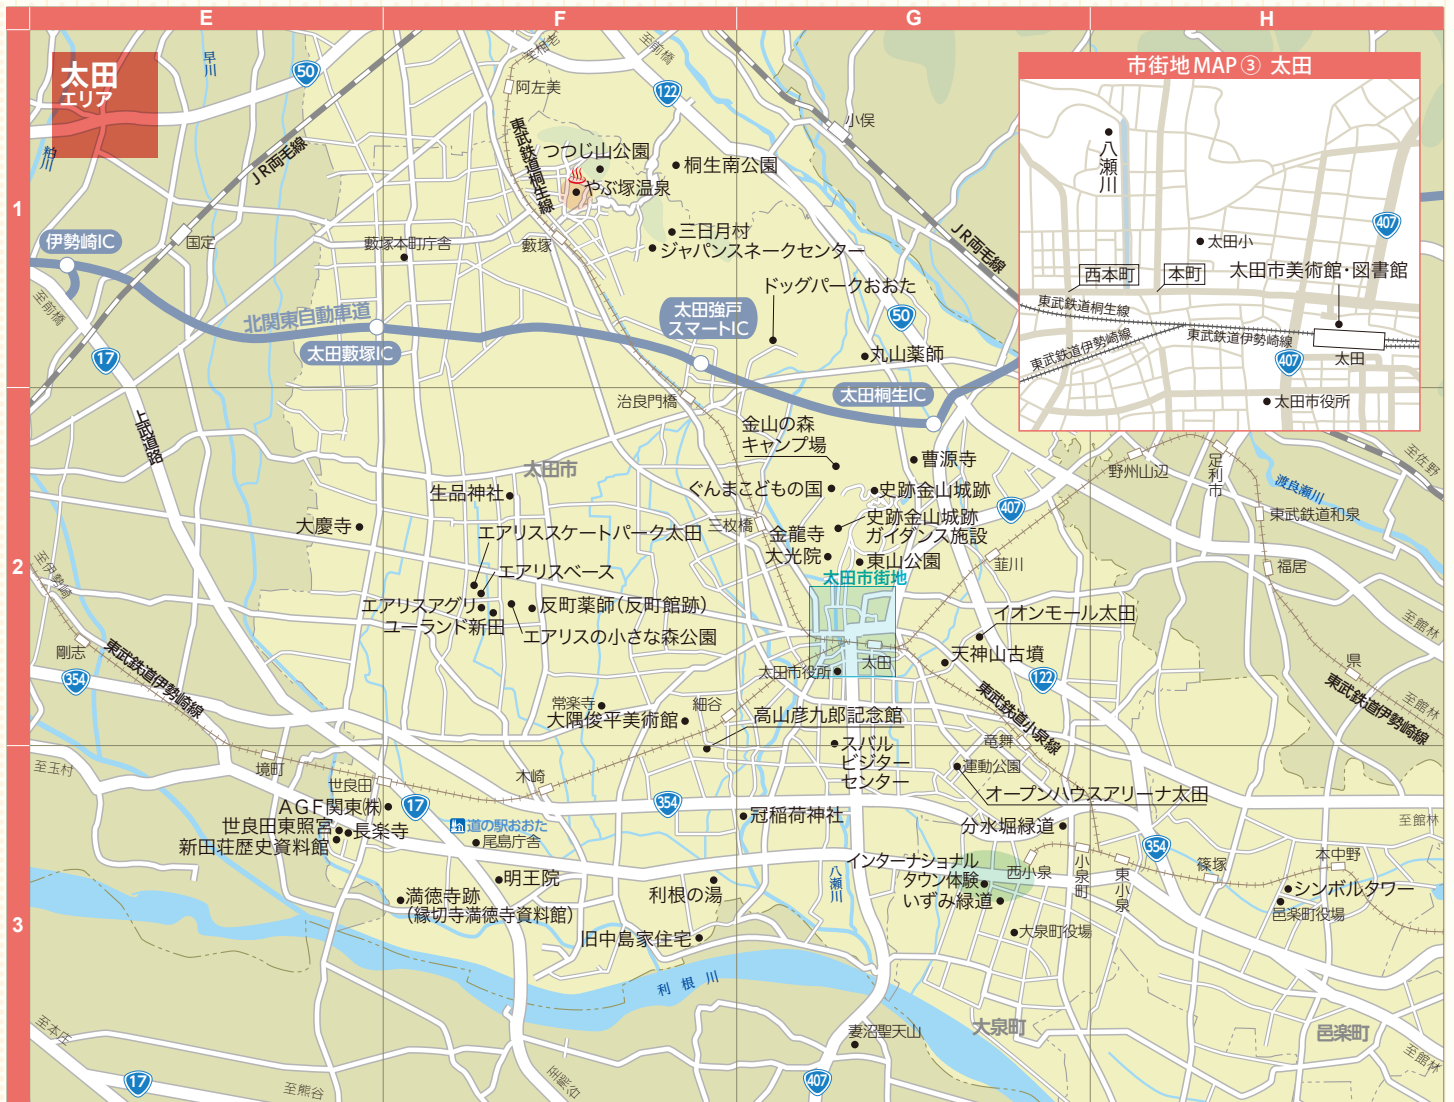 E
F
G
H
1
2
3
太田
エリア
市街地MAP③ 太田
八瀬川
407
太田小
西本町
本町
太田市美術館・図書館
東武鉄道桐生線
東武鉄道伊勢崎線
東武鉄道伊勢崎線
407
太田
太田市役所
早川
粕川
50
JR両毛線
至桐生
至前橋
122
阿左美
東武鉄道桐生線
つつじ山公園
桐生南公園
やぶ塚温泉
小俣
JR両毛線
三日月村
ジャパンスネークセンター
藪塚
藪塚本町庁舎
国定
伊勢崎IC
至前橋
17
北関東自動車道
太田藪塚IC
太田強戸
スマートIC
ドッグパークおおた
50
丸山薬師
太田桐生IC
治良門橋
上武道路
太田市
金山の森
キャンプ場
曹源寺
ぐんまこどもの国
史跡金山城跡
生品神社
大慶寺
エアリススケートパーク太田
三枚橋
金龍寺
史跡金山城跡
ガイダンス施設
407
大光院
東山公園
太田市街地
韮川
野州山辺
足利市
至佐野
渡良瀬川
東武鉄道和泉
福居
至伊勢崎
エアリスベース
エアリスアグリ
ユーランド新田
反町薬師(反町館跡)
エアリスの小さな森公園
イオンモール太田
天神山古墳
至館林
県
剛志
354
東武鉄道伊勢崎線
太田市役所
太田
122
東武鉄道小泉線
東武鉄道伊勢崎線
至館林
常楽寺
大隅俊平美術館
細谷
高山彦九郎記念館
スバル
ビジター
センター
竜舞
運動公園
オープンハウスアリーナ太田
至玉村
境町
世良田
木崎
AGF関東㈱
17
354
世良田東照宮
長楽寺
新田荘歴史資料館
道の駅おおた
尾島庁舎
冠稲荷神社
分水堀緑道
至館林
354
インターナショナル
タウン体験
いずみ緑道
西小泉
小泉町
東小泉
篠塚
本中野
シンボルタワー
邑楽町役場
明王院
満徳寺跡
(縁切寺満徳寺資料館)
利根の湯
八瀬川
旧中島家住宅
大泉町役場
利根川
大泉町
邑楽町
妻沼聖天山
至本庄
17
至熊谷
至熊谷
407
至館林